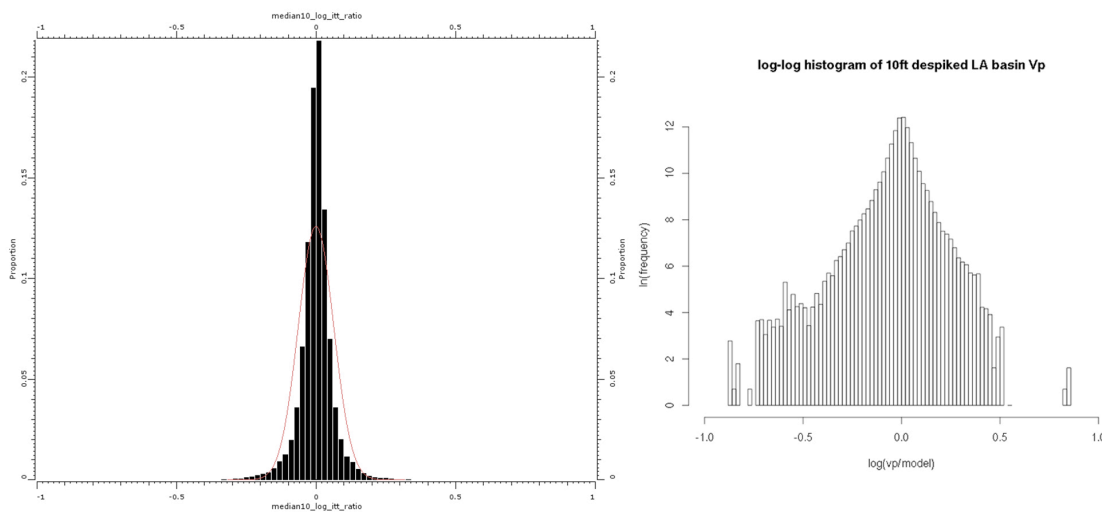 median10_log_itt_ratio
-1 -0.5 0 0.5 1
0.2 0.2
0.15 0.15
Proportion Proportion
0.1 0.1
0.05 0.05
0 0
-1 -0.5 0 0.5 1
median10_log_itt_ratio
log-log histogram of 10ft despiked LA basin Vp
12
10
8
ln(frequency)
6
4
2
0
-1.0 -0.5 0.0 0.5 1.0
log(vp/model)